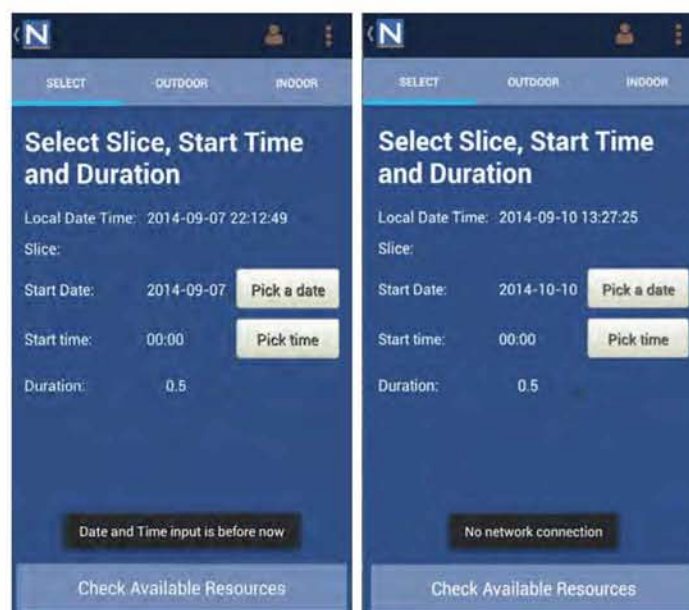 N
SELECT OUTDOOR INDOOR
Select Slice, Start Time
and Duration
Local Date Time: 2014-09-07 22:12:49
Slice:
Start Date: 2014-09-07 Pick a date
Start time: 00:00 Pick time
Duration: 0.5
Date and Time input is before now
Check Available Resources
N
SELECT OUTDOOR INDOOR
Select Slice, Start Time
and Duration
Local Date Time: 2014-09-10 13:27:25
Slice:
Start Date: 2014-10-10 Pick a date
Start time: 00:00 Pick time
Duration: 0.5
No network connection
Check Available Resources